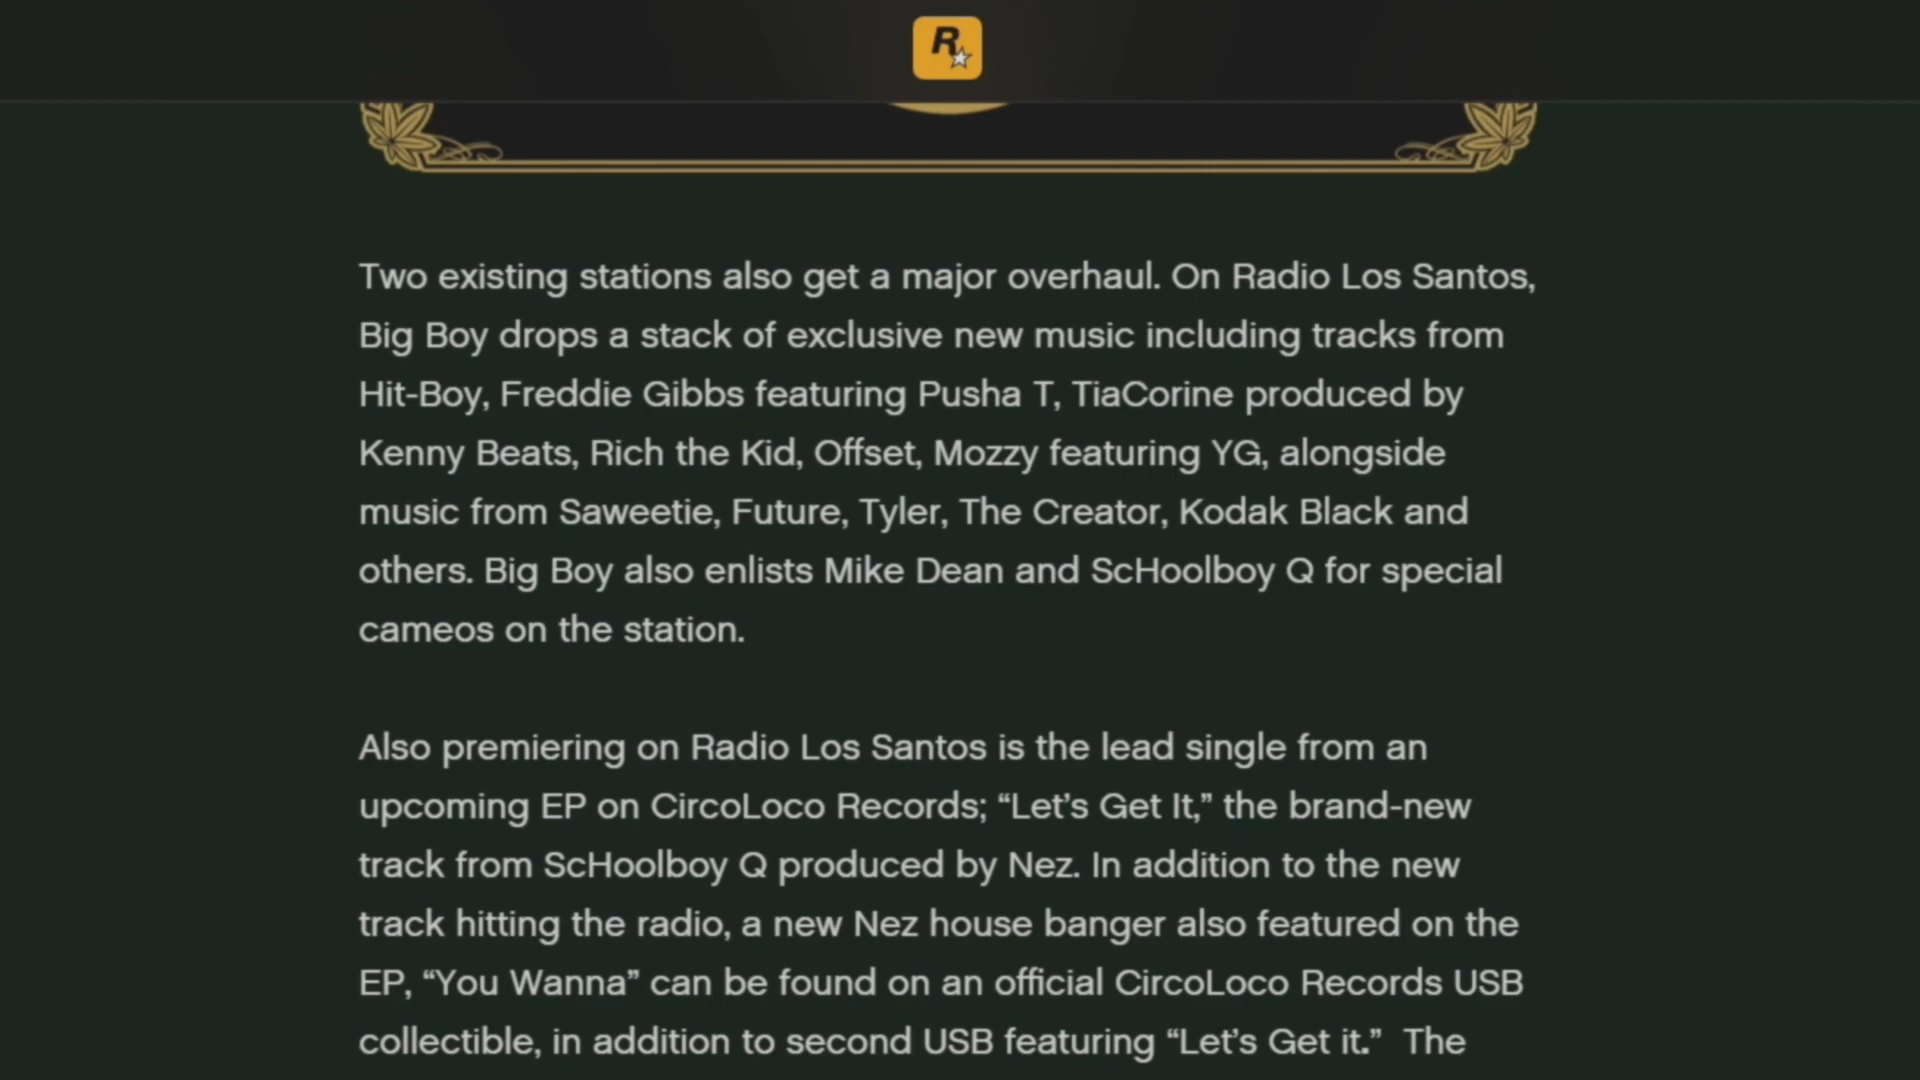 R
Two existing stations also get a major overhaul. On Radio Los Santos,
Big Boy drops a stack of exclusive new music including tracks from
Hit-Boy, Freddie Gibbs featuring Pusha T, TiaCorine produced by
Kenny Beats, Rich the Kid, Offset, Mozzy featuring YG, alongside
music from Saweetie, Future, Tyler, The Creator, Kodak Black and
others. Big Boy also enlists Mike Dean and ScHoolboy Q for special
cameos on the station.
Also premiering on Radio Los Santos is the lead single from an
upcoming EP on CircoLoco Records; “Let’s Get It,” the brand-new
track from ScHoolboy Q produced by Nez. In addition to the new
track hitting the radio, a new Nez house banger also featured on the
EP, “You Wanna” can be found on an official CircoLoco Records USB
collectible, in addition to second USB featuring “Let’s Get it.” The